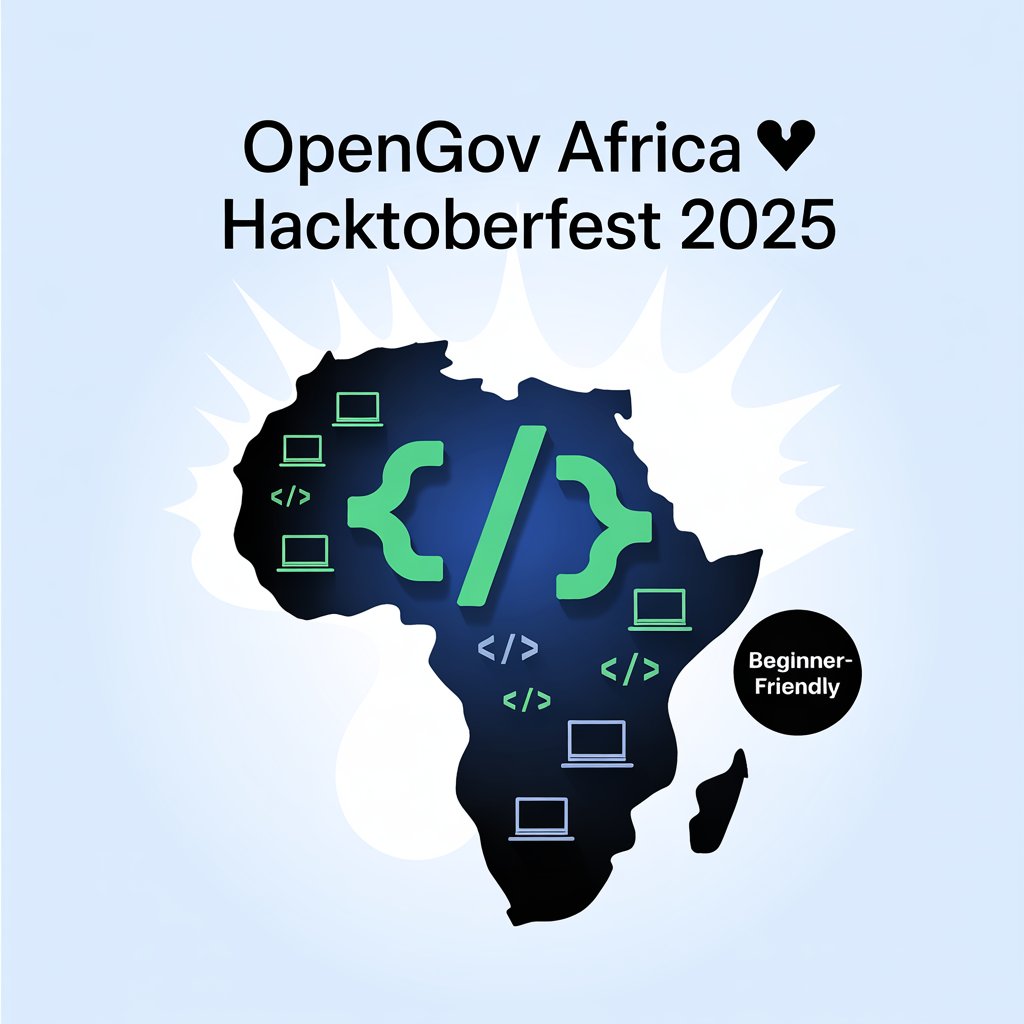 OpenGov Africa ♥
Hacktoberfest 2025
{/}
</>
</>
</>
</>
Beginner-
Friendly